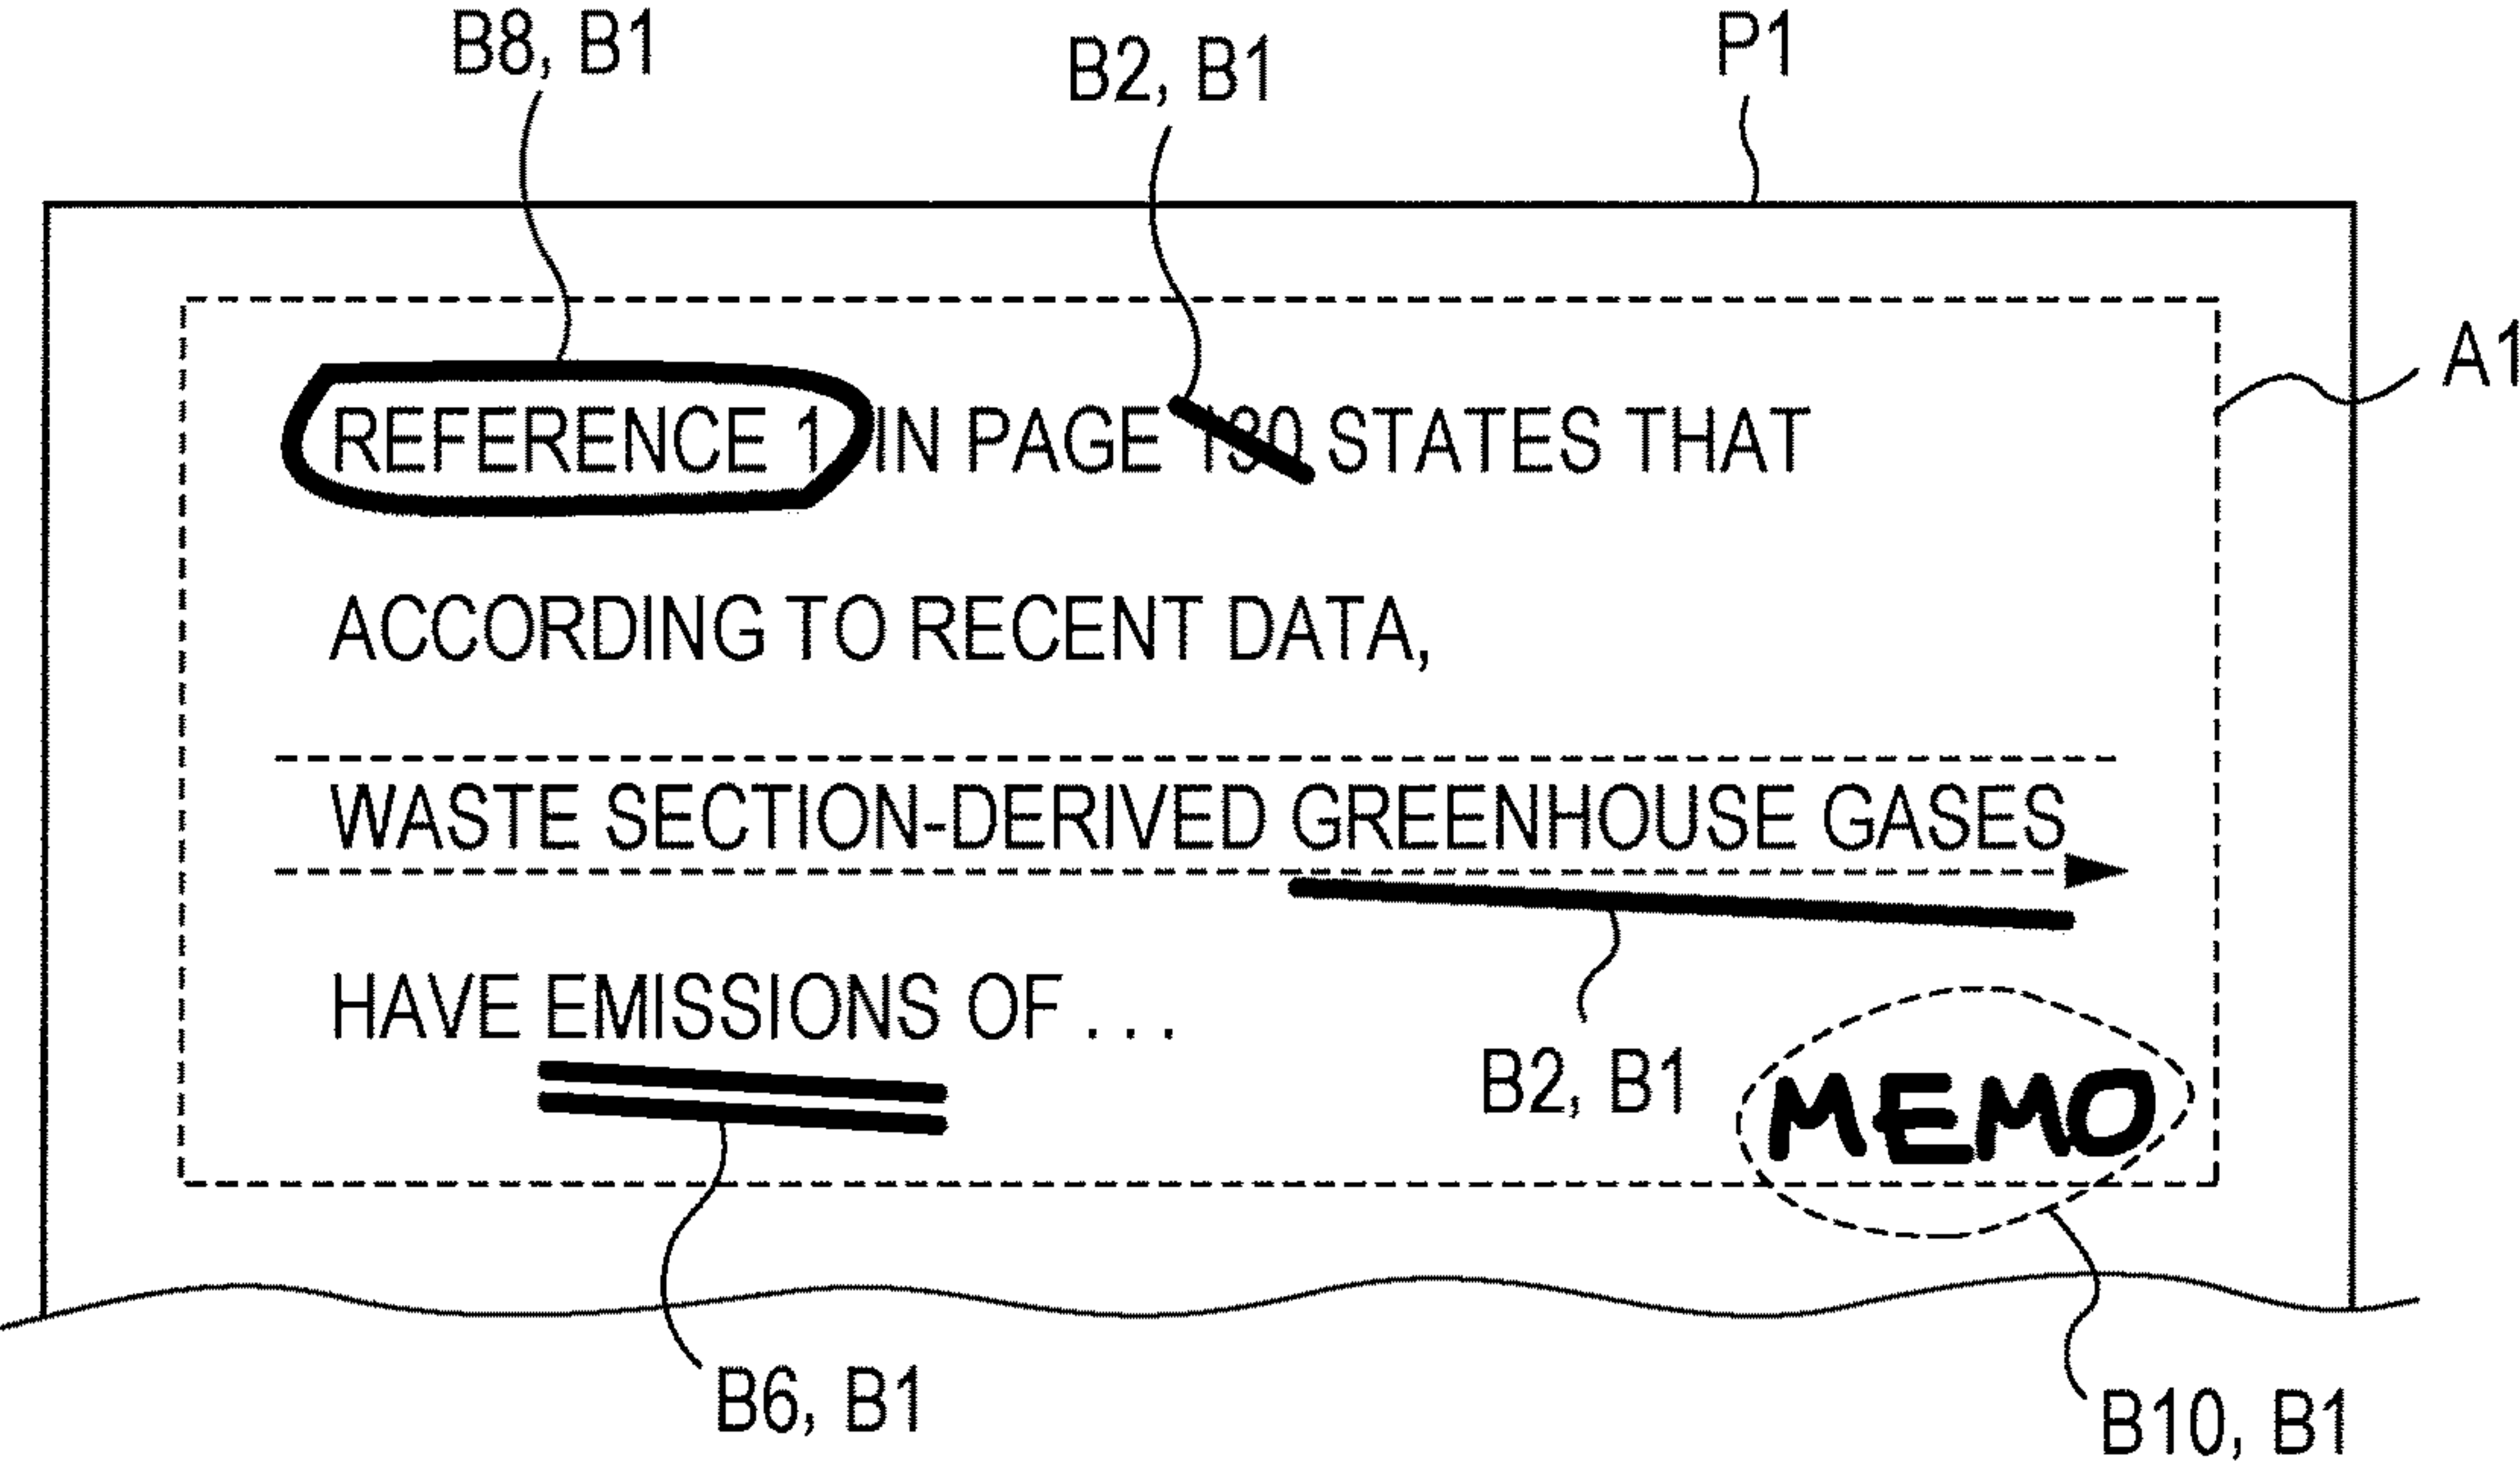 B8, B1
B2, B1
P1
A1
REFERENCE 1 IN PAGE 130 STATES THAT
ACCORDING TO RECENT DATA,
WASTE SECTION-DERIVED GREENHOUSE GASES
HAVE EMISSIONS OF . . .
B2, B1
MEMO
B6, B1
B10, B1